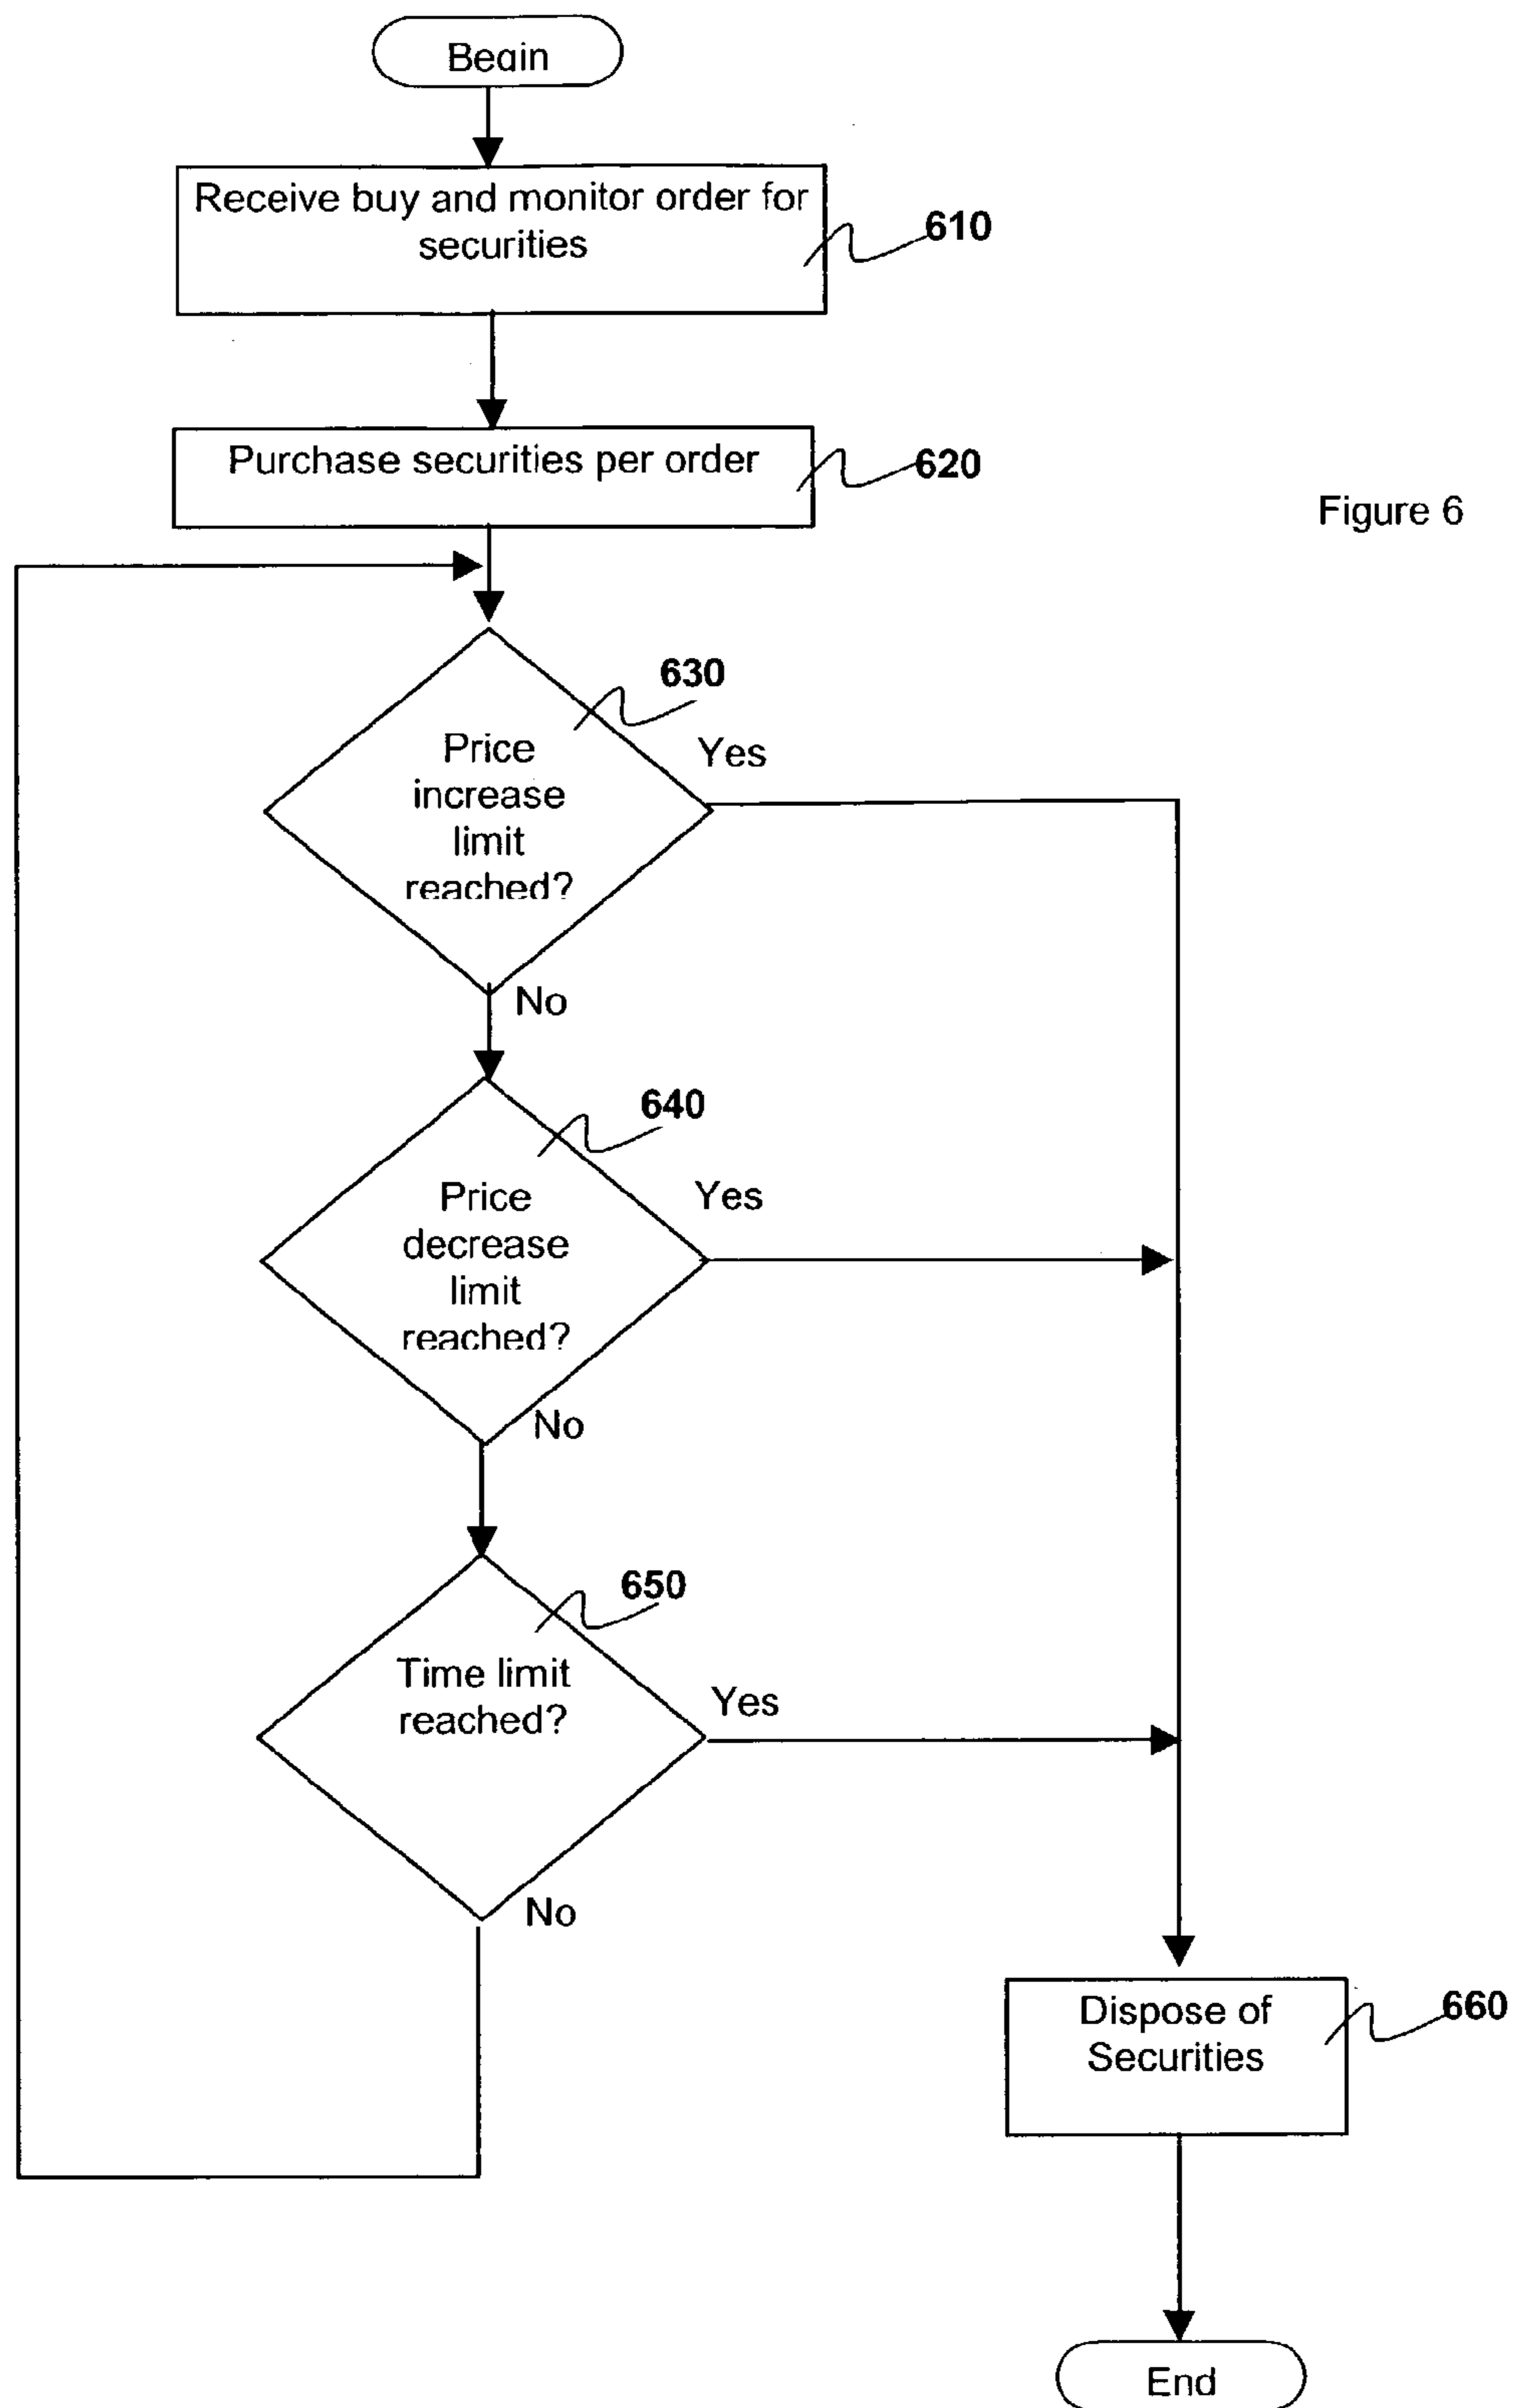 Begin
Receive buy and monitor order for
securities
610
Purchase securities per order
620
Figure 6
630
Price
increase
limit
reached?
Yes
No
640
Price
decrease
limit
reached?
Yes
No
650
Time limit
reached?
Yes
No
Dispose of
Securities
660
End